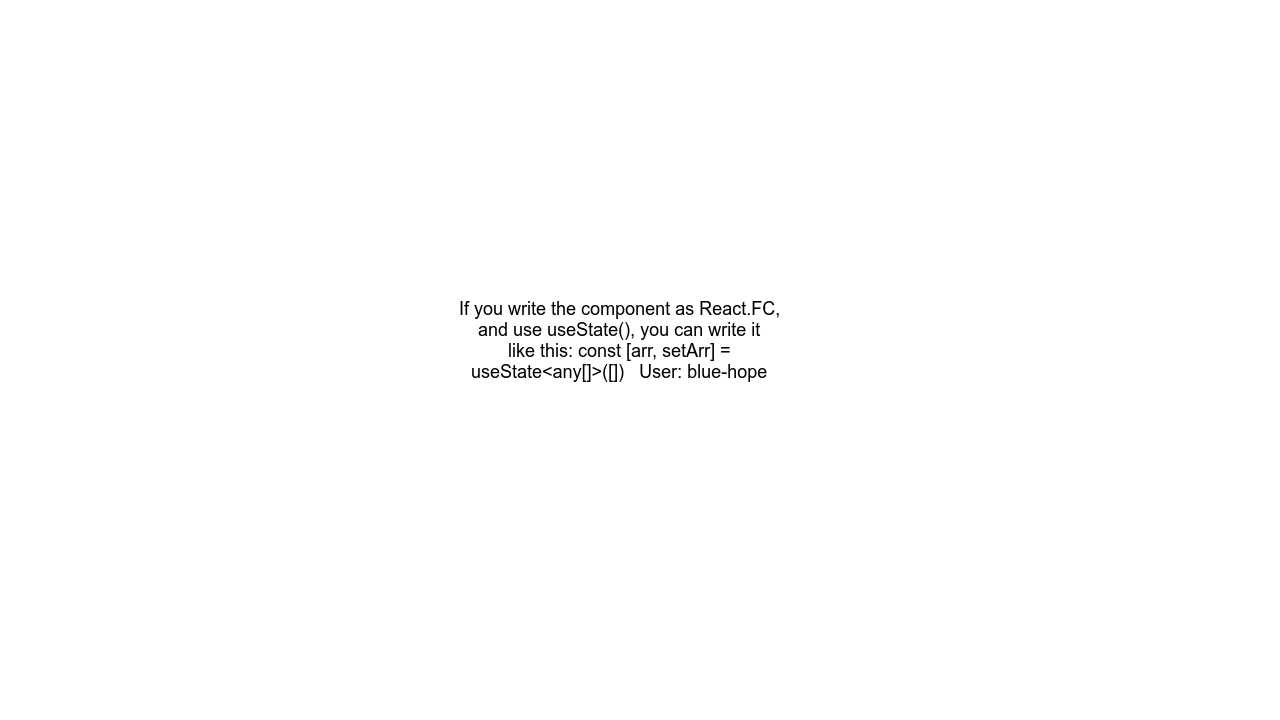 If you write the component as React.FC,
and use useState(), you can write it
like this: const [arr, setArr] =
useState<any[]>([])   User: blue-hope